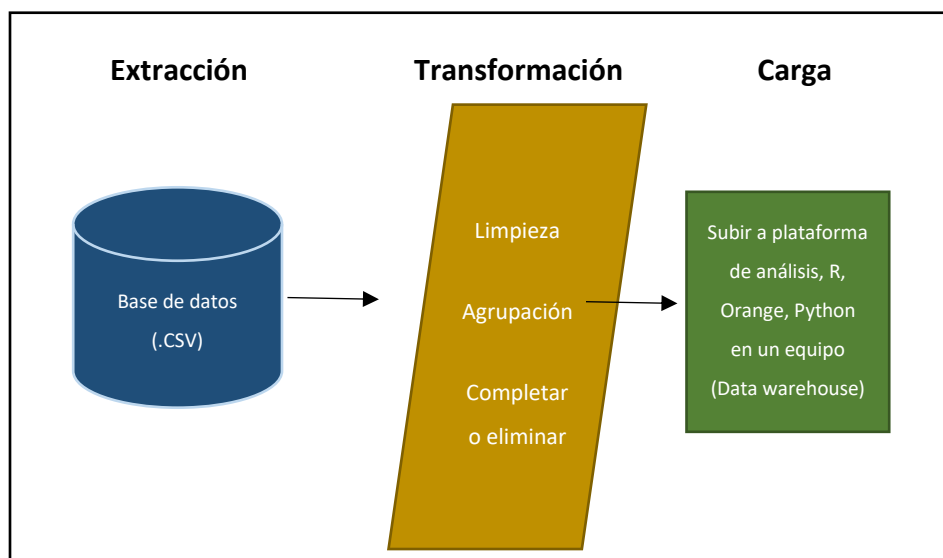 Extracción
Transformación
Carga
Base de datos
(.CSV)
Limpieza
Agrupación
Completar
o eliminar
Subir a plataforma
de análisis, R,
Orange, Python
en un equipo
(Data warehouse)